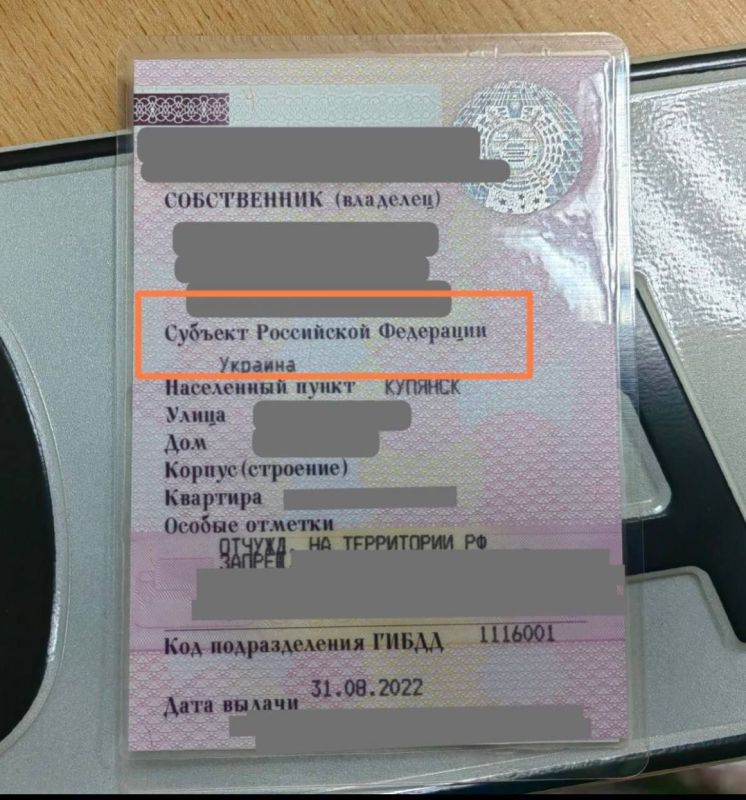 СОБСТВЕННИК (владелец)
Субъект Российской Федерации
Украина
Населенный пункт КУПЯНСК
Улица
Дом
Корпус(строение)
Квартира
Особые отметки
ОТЧУЖД. НА ТЕРРИТОРИИ РФ
ЗАПРЕЩ
Код подразделения ГИБДД 1116001
Дата выдачи 31.08.2022